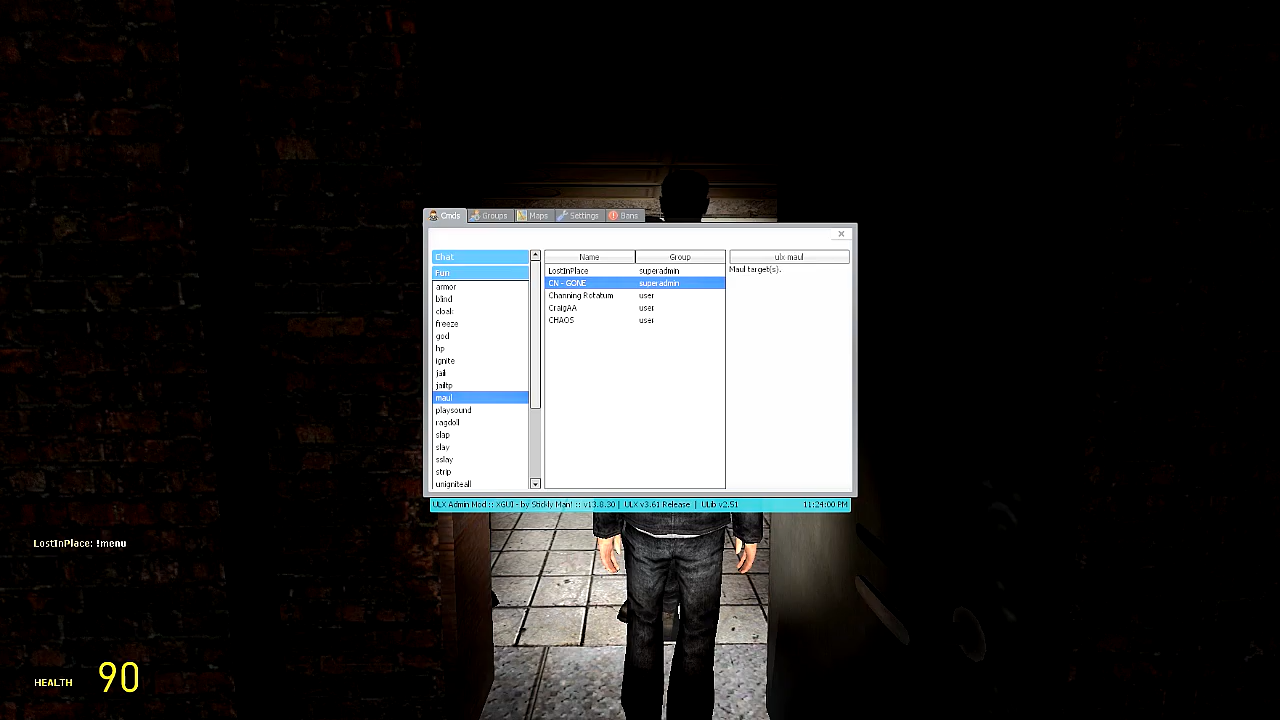 Cmds Groups Maps Settings Bans
Chat
Name Group ulx maul
Fun
LostInPlace superadmin Maul target(s).
CN - GONE superadmin
Channing Rotatum user
CraigAA user
CHAOS user
armor
blind
cloak
freeze
god
hp
ignite
jail
jailtp
maul
playsound
ragdoll
slap
slay
sslay
strip
unigniteall
ULX Admin Mod :: XGUI - by Stickly Man! :: v13.8.30 | ULX v3.61 Release | ULib v2.51 11:24:00 PM
LostInPlace: !menu
HEALTH 90